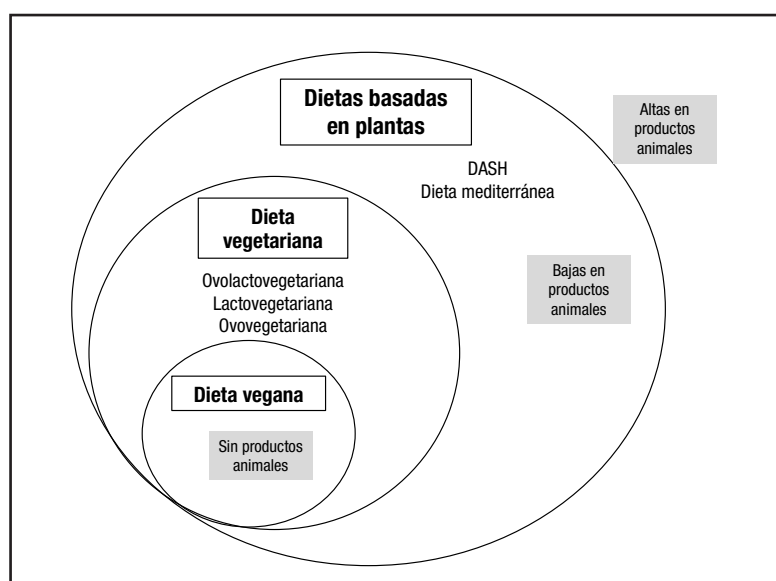 Dietas basadas
en plantas
Altas en
productos
animales
DASH
Dieta mediterránea
Dieta
vegetariana
Ovolactovegetariana
Lactovegetariana
Ovovegetariana
Bajas en
productos
animales
Dieta vegana
Sin productos
animales